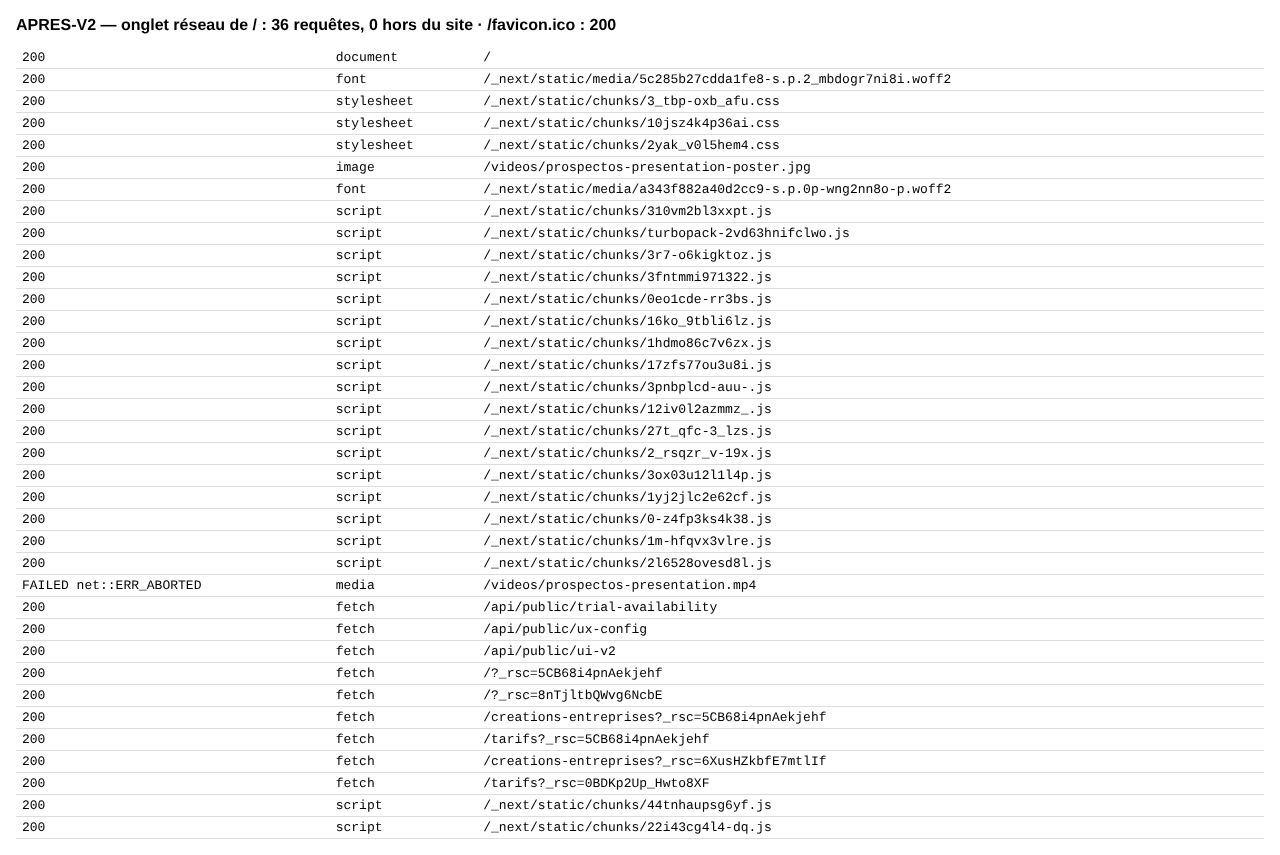 APRES-V2 — onglet réseau de / : 36 requêtes, 0 hors du site · /favicon.ico : 200
200 document /
200 font /_next/static/media/5c285b27cdda1fe8-s.p.2_mbdogr7ni8i.woff2
200 stylesheet /_next/static/chunks/3_tbp-oxb_afu.css
200 stylesheet /_next/static/chunks/10jsz4k4p36ai.css
200 stylesheet /_next/static/chunks/2yak_v0l5hem4.css
200 image /videos/prospectos-presentation-poster.jpg
200 font /_next/static/media/a343f882a40d2cc9-s.p.0p-wng2nn8o-p.woff2
200 script /_next/static/chunks/310vm2bl3xxpt.js
200 script /_next/static/chunks/turbopack-2vd63hnifclwo.js
200 script /_next/static/chunks/3r7-o6kigktoz.js
200 script /_next/static/chunks/3fntmmi971322.js
200 script /_next/static/chunks/0eo1cde-rr3bs.js
200 script /_next/static/chunks/16ko_9tbli6lz.js
200 script /_next/static/chunks/1hdmo86c7v6zx.js
200 script /_next/static/chunks/17zfs77ou3u8i.js
200 script /_next/static/chunks/3pnbplcd-auu-.js
200 script /_next/static/chunks/12iv0l2azmmz_.js
200 script /_next/static/chunks/27t_qfc-3_lzs.js
200 script /_next/static/chunks/2_rsqzr_v-19x.js
200 script /_next/static/chunks/3ox03u12l1l4p.js
200 script /_next/static/chunks/1yj2jlc2e62cf.js
200 script /_next/static/chunks/0-z4fp3ks4k38.js
200 script /_next/static/chunks/1m-hfqvx3vlre.js
200 script /_next/static/chunks/2l6528ovesd8l.js
FAILED net::ERR_ABORTED media /videos/prospectos-presentation.mp4
200 fetch /api/public/trial-availability
200 fetch /api/public/ux-config
200 fetch /api/public/ui-v2
200 fetch /?_rsc=5CB68i4pnAekjehf
200 fetch /?_rsc=8nTjltbQWvg6NcbE
200 fetch /creations-entreprises?_rsc=5CB68i4pnAekjehf
200 fetch /tarifs?_rsc=5CB68i4pnAekjehf
200 fetch /creations-entreprises?_rsc=6XusHZkbfE7mtlIf
200 fetch /tarifs?_rsc=0BDKp2Up_Hwto8XF
200 script /_next/static/chunks/44tnhaupsg6yf.js
200 script /_next/static/chunks/22i43cg4l4-dq.js